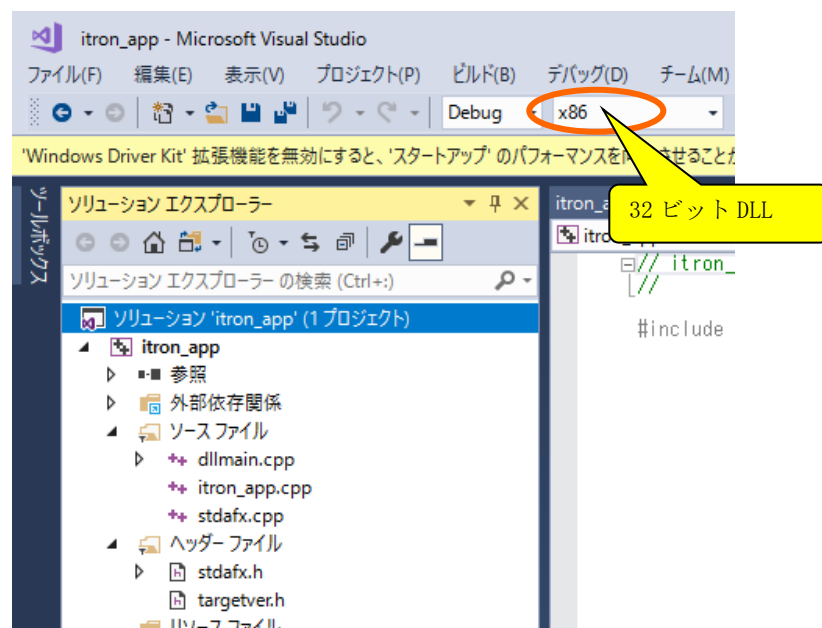 itron_app - Microsoft Visual Studio
ファイル(F) 編集(E) 表示(V) プロジェクト(P) ビルド(B) デバッグ(D) チーム(M)
Debug x86
'Windows Driver Kit' 拡張機能を無効にすると、'スタートアップ' のパフォーマンスを
32 ビット DLL
ツールボックス
ソリューション エクスプローラー
ソリューション エクスプローラー の検索 (Ctrl+:)
ソリューション 'itron_app' (1 プロジェクト)
itron_app
参照
外部依存関係
ソース ファイル
dllmain.cpp
itron_app.cpp
stdafx.cpp
ヘッダー ファイル
stdafx.h
targetver.h
リソース ファイル
// itron_
//
#include